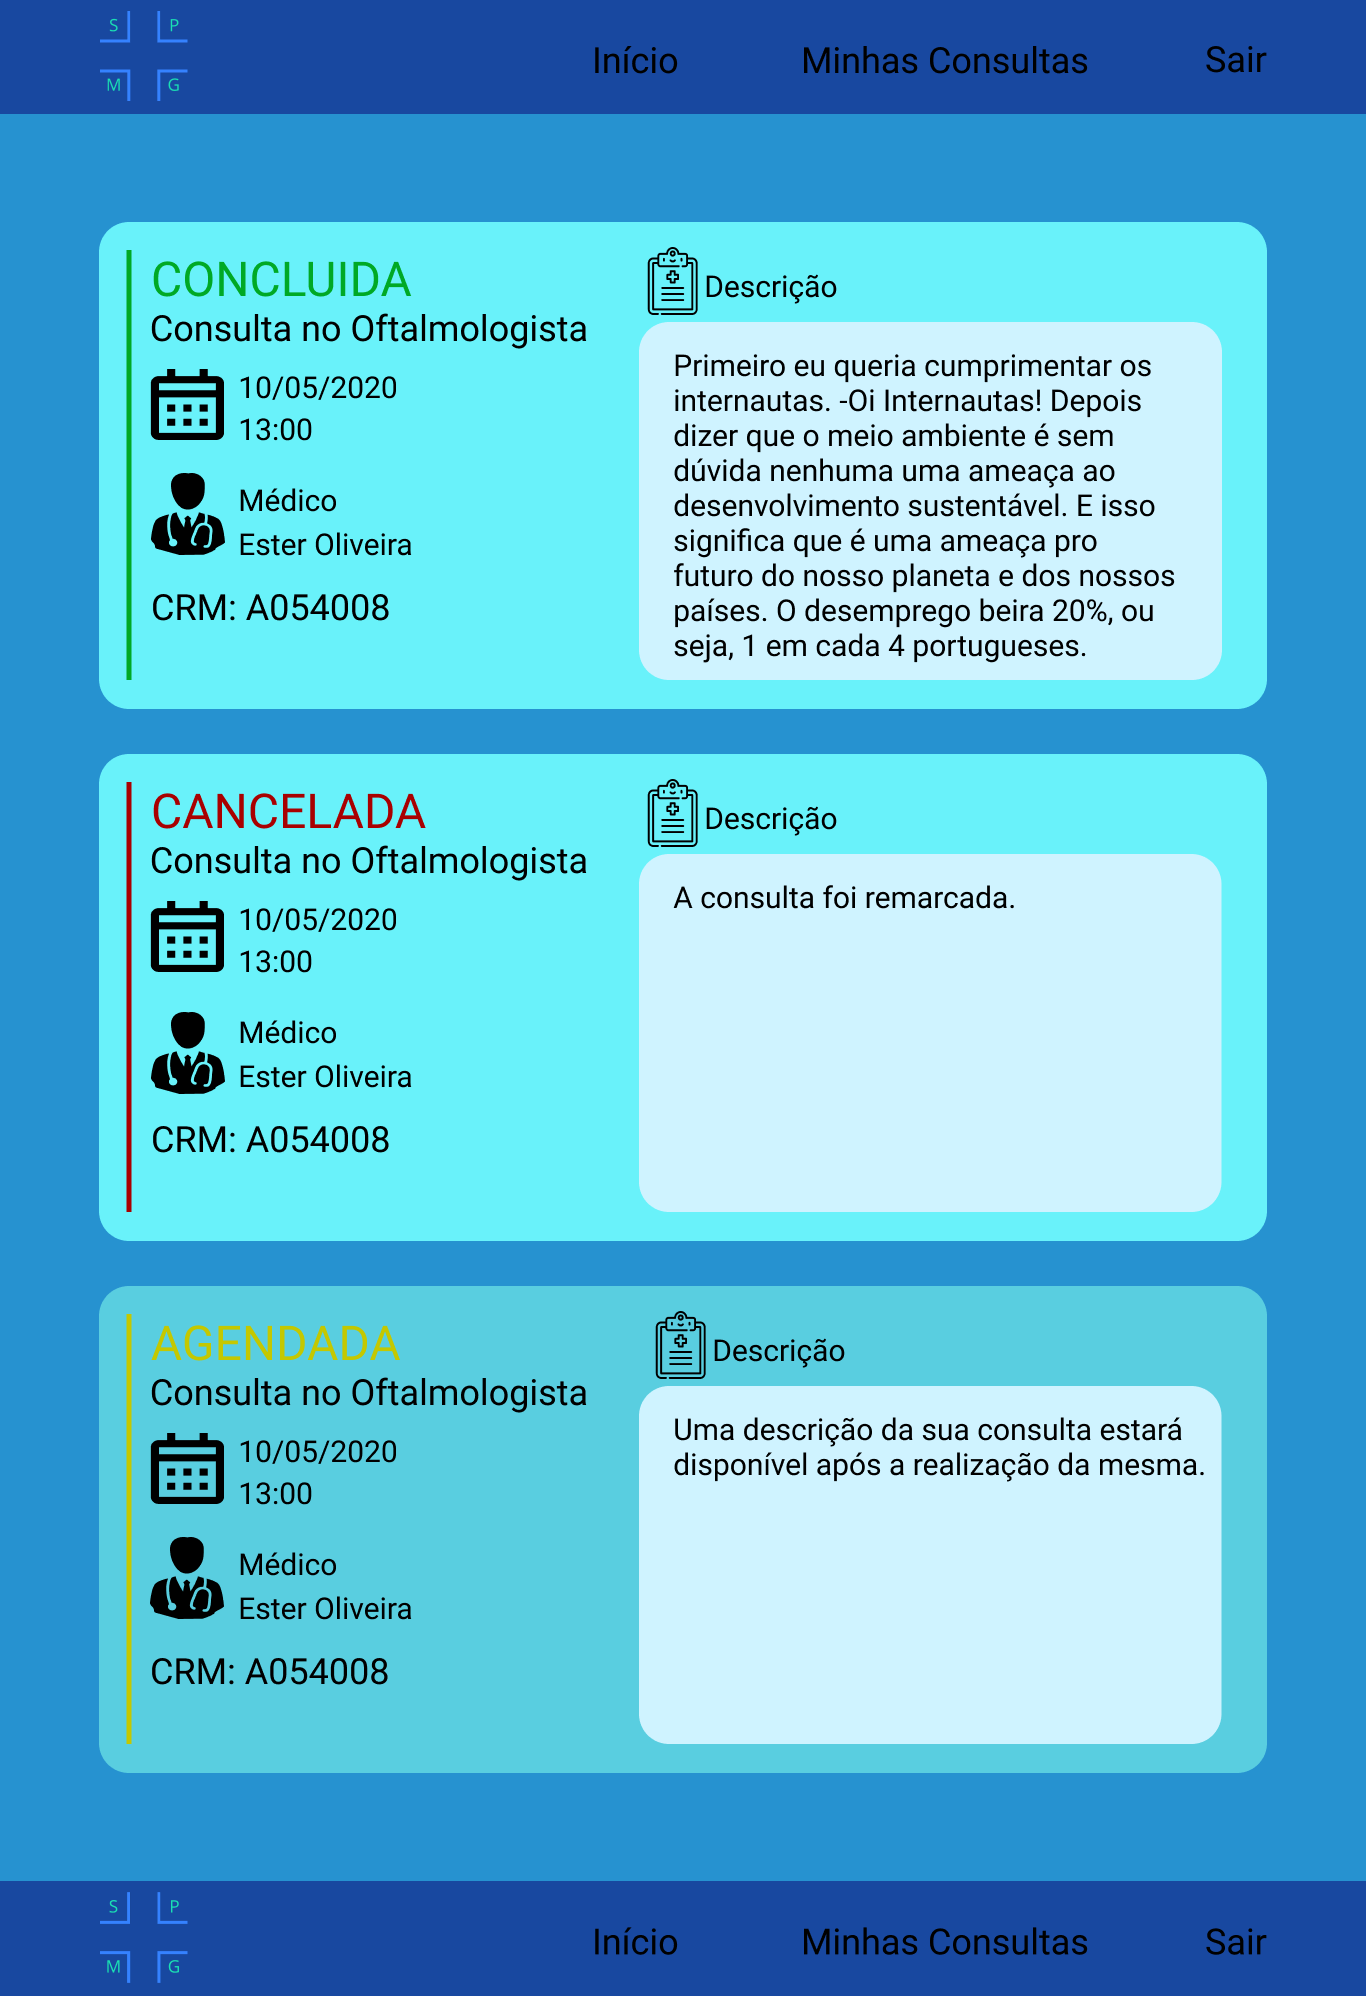 S P
M G
Início Minhas Consultas Sair
CONCLUIDA
Consulta no Oftalmologista
10/05/2020
13:00
Médico
Ester Oliveira
CRM: A054008
Descrição
Primeiro eu queria cumprimentar os
internautas. -Oi Internautas! Depois
dizer que o meio ambiente é sem
dúvida nenhuma uma ameaça ao
desenvolvimento sustentável. E isso
significa que é uma ameaça pro
futuro do nosso planeta e dos nossos
países. O desemprego beira 20%, ou
seja, 1 em cada 4 portugueses.
CANCELADA
Consulta no Oftalmologista
10/05/2020
13:00
Médico
Ester Oliveira
CRM: A054008
Descrição
A consulta foi remarcada.
AGENDADA
Consulta no Oftalmologista
10/05/2020
13:00
Médico
Ester Oliveira
CRM: A054008
Descrição
Uma descrição da sua consulta estará
disponível após a realização da mesma.
S P
M G
Início Minhas Consultas Sair